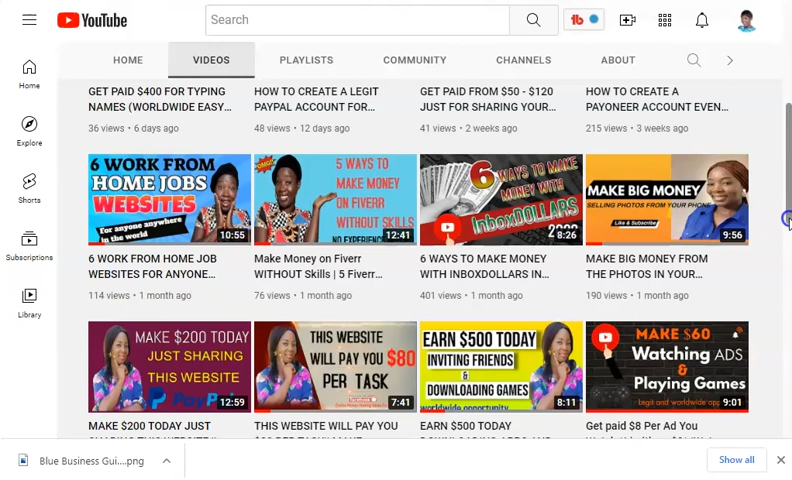 YouTube
Search
tb
HOME
VIDEOS
PLAYLISTS
COMMUNITY
CHANNELS
ABOUT
Home
Explore
Shorts
Subscriptions
Library
GET PAID $400 FOR TYPING
NAMES (WORLDWIDE EASY...
36 views • 6 days ago
HOW TO CREATE A LEGIT
PAYPAL ACCOUNT FOR...
48 views • 12 days ago
GET PAID FROM $50 - $120
JUST FOR SHARING YOUR...
41 views • 2 weeks ago
HOW TO CREATE A
PAYONEER ACCOUNT EVEN...
215 views • 3 weeks ago
6 WORK FROM
HOME JOBS
WEBSITES
For anyone anywhere
in the world
10:55
6 WORK FROM HOME JOB
WEBSITES FOR ANYONE...
114 views • 1 month ago
5 WAYS TO
MAKE MONEY
ON FIVERR
WITHOUT SKILLS
12:41
Make Money on Fiverr
WITHOUT Skills | 5 Fiverr...
76 views • 1 month ago
6 WAYS TO MAKE
MONEY WITH
InboxDOLLARS
8:26
6 WAYS TO MAKE MONEY
WITH INBOXDOLLARS IN...
401 views • 1 month ago
MAKE BIG MONEY
SELLING PHOTOS FROM YOUR PHONE
Like & Subscribe
9:56
MAKE BIG MONEY FROM
THE PHOTOS IN YOUR...
190 views • 1 month ago
MAKE $200 TODAY
JUST SHARING
THIS WEBSITE
PayPal
12:59
MAKE $200 TODAY JUST
THIS WEBSITE
WILL PAY YOU $80
PER TASK
7:41
THIS WEBSITE WILL PAY YOU
EARN $500 TODAY
INVITING FRIENDS
&
DOWNLOADING GAMES
worldwide opportunity
8:11
EARN $500 TODAY
MAKE $60
Watching ADS
&
Playing Games
legit and worldwide
9:01
Get paid $8 Per Ad You
Blue Business Gui....png
Show all